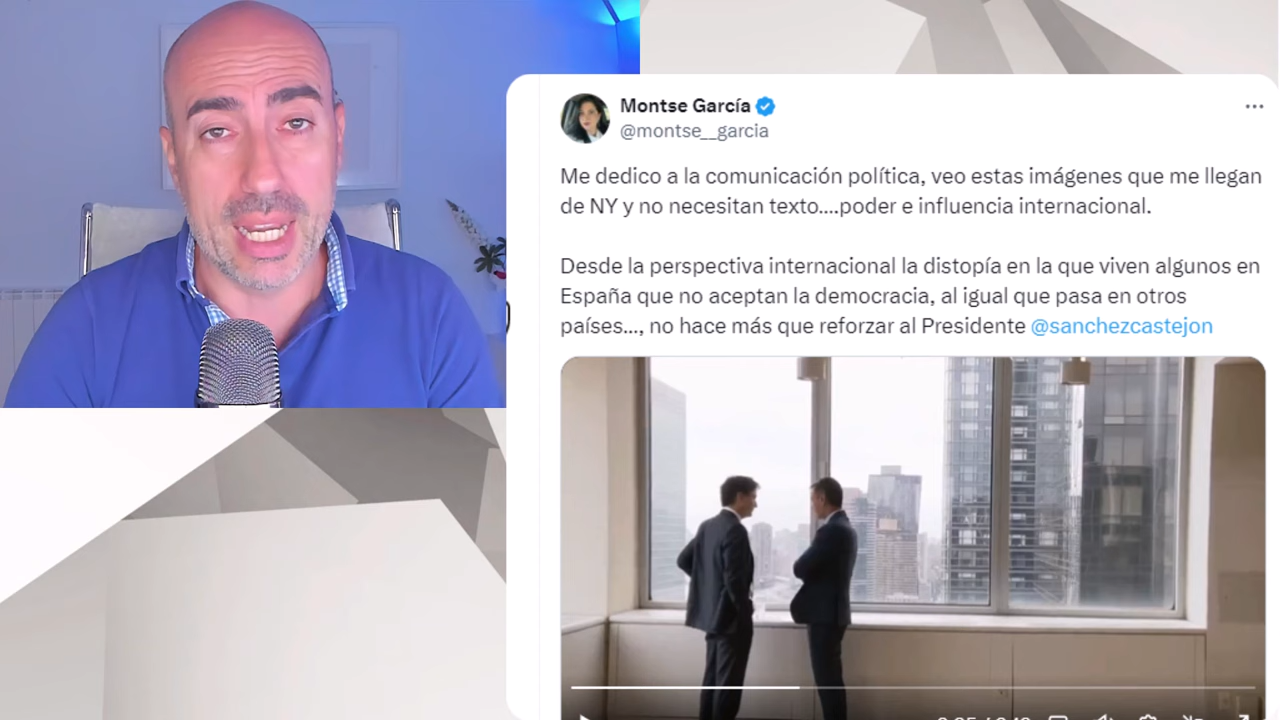 Montse García
@montse__garcia
Me dedico a la comunicación política, veo estas imágenes que me llegan
de NY y no necesitan texto....poder e influencia internacional.
Desde la perspectiva internacional la distopía en la que viven algunos en
España que no aceptan la democracia, al igual que pasa en otros
países..., no hace más que reforzar al Presidente @sanchezcastejon